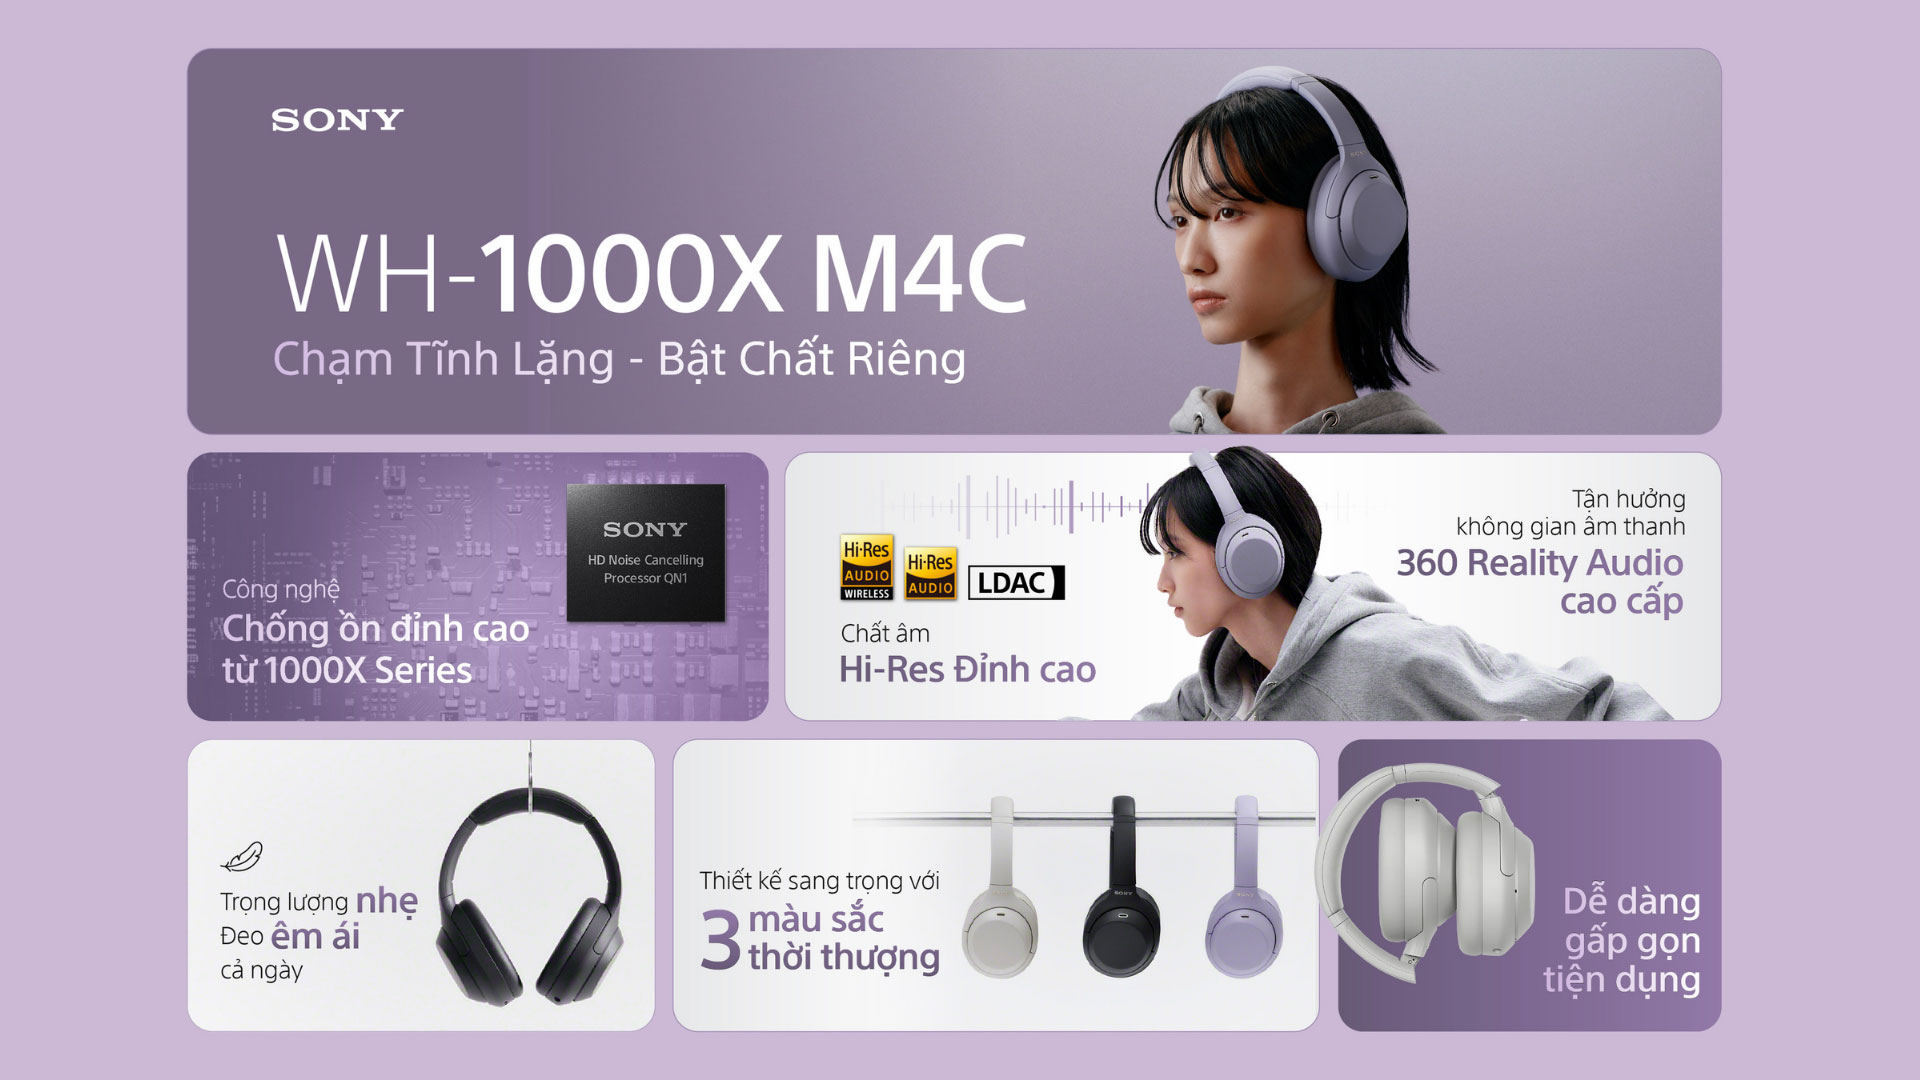 SONY
WH-1000X M4C
Chạm Tĩnh Lặng - Bật Chất Riêng
SONY
HD Noise Cancelling
Processor QN1
Công nghệ
Chống ồn đỉnh cao
từ 1000X Series
Hi-Res
AUDIO
WIRELESS
Hi-Res
AUDIO
LDAC
Chất âm
Hi-Res Đỉnh cao
Tận hưởng
không gian âm thanh
360 Reality Audio
cao cấp
Trọng lượng nhẹ
Đeo êm ái
cả ngày
Thiết kế sang trọng với
3 màu sắc
thời thượng
SONY
Dễ dàng
gấp gọn
tiện dụng